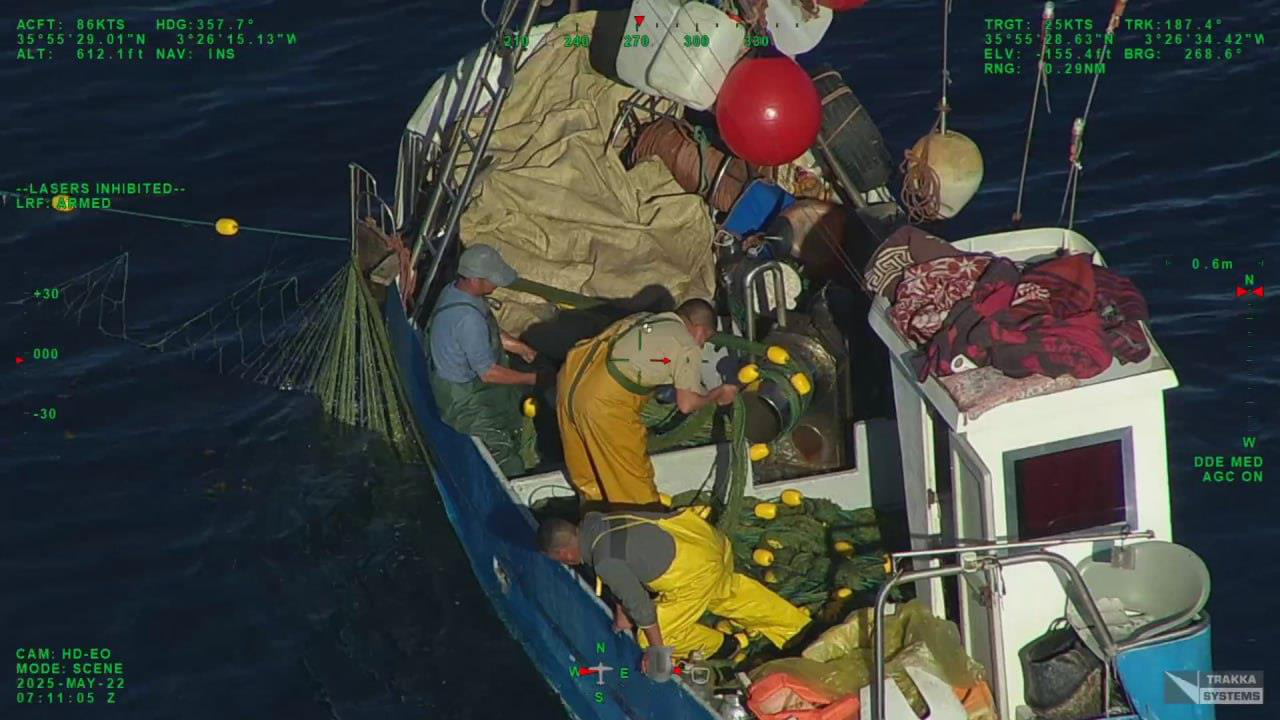 ACFT: 86KTS HDG:357.7°
35°55'29.01"N 3°26'15.13"W
ALT: 612.1ft NAV: INS
210 240 270 300 330
TRGT: 25KTS TRK:187.4°
35°55'28.63"N 3°26'34.42"W
ELV: -155.4ft BRG: 268.6°
RNG: 0.29NM
--LASERS INHIBITED--
LRF: ARMED
+30
000
-30
0.6m
N
W
DDE MED
AGC ON
N
W E
S
CAM: HD-EO
MODE: SCENE
2025-MAY-22
07:11:05 Z
TRAKKA
SYSTEMS